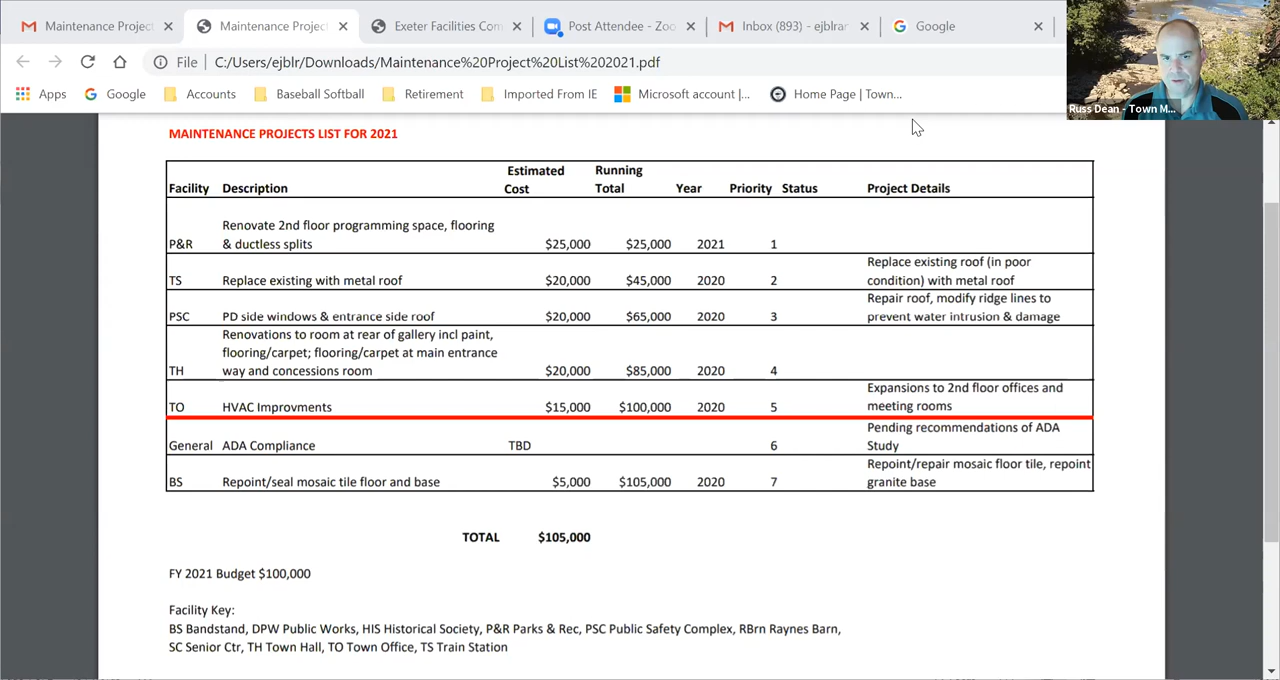 Maintenance Project
Maintenance Projec
Exeter Facilities Com
Post Attendee - Zoo
Inbox (893) - ejblrar
Google
File
C:/Users/ejblr/Downloads/Maintenance%20Project%20List%202021.pdf
Apps
Google
Accounts
Baseball Softball
Retirement
Imported From IE
Microsoft account |...
Home Page | Town...
Russ Dean - Town M...
MAINTENANCE PROJECTS LIST FOR 2021
Facility Description Estimated Cost Running Total Year Priority Status Project Details
P&R Renovate 2nd floor programming space, flooring
& ductless splits $25,000 $25,000 2021 1
TS Replace existing with metal roof $20,000 $45,000 2020 2 Replace existing roof (in poor
condition) with metal roof
PSC PD side windows & entrance side roof $20,000 $65,000 2020 3 Repair roof, modify ridge lines to
prevent water intrusion & damage
TH Renovations to room at rear of gallery incl paint,
flooring/carpet; flooring/carpet at main entrance
way and concessions room $20,000 $85,000 2020 4
TO HVAC Improvments $15,000 $100,000 2020 5 Expansions to 2nd floor offices and
meeting rooms
General ADA Compliance TBD 6 Pending recommendations of ADA
Study
BS Repoint/seal mosaic tile floor and base $5,000 $105,000 2020 7 Repoint/repair mosaic floor tile, repoint
granite base
TOTAL $105,000
FY 2021 Budget $100,000
Facility Key:
BS Bandstand, DPW Public Works, HIS Historical Society, P&R Parks & Rec, PSC Public Safety Complex, RBrn Raynes Barn,
SC Senior Ctr, TH Town Hall, TO Town Office, TS Train Station